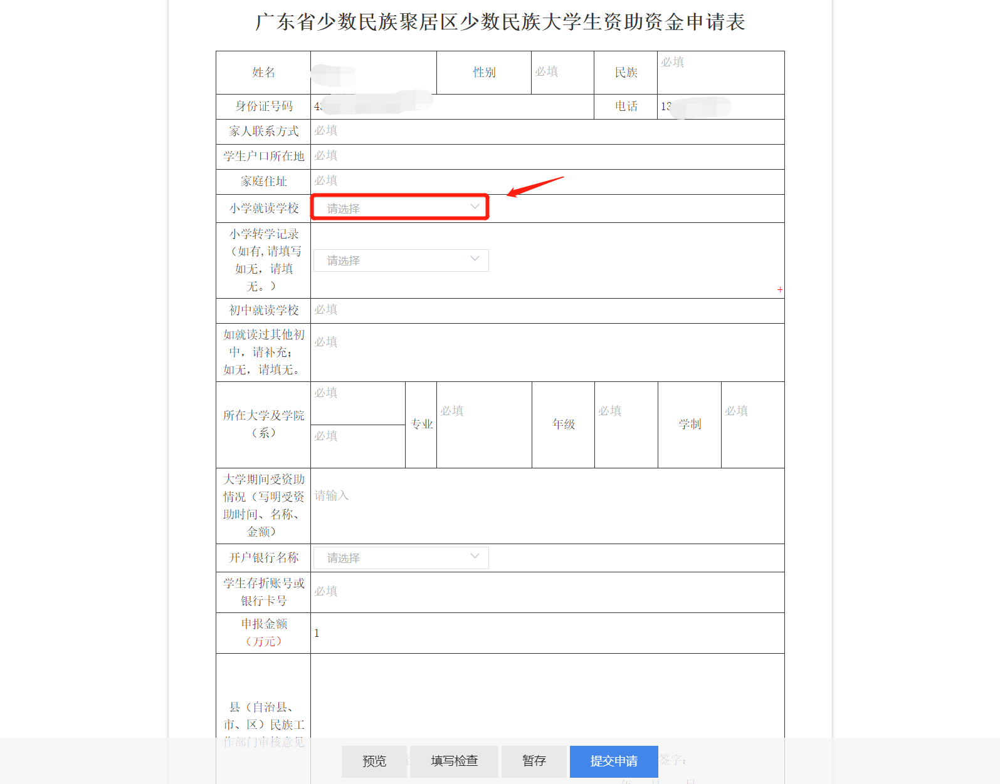 广东省少数民族聚居区少数民族大学生资助资金申请表
姓名
性别
必填
民族
必填
身份证号码
43
电话
13
家人联系方式
必填
学生户口所在地
必填
家庭住址
必填
小学就读学校
请选择
小学转学记录
（如有,请填写
如无，请填
无。）
请选择
+
初中就读学校
必填
如就读过其他初
中，请补充；
如无，请填无。
必填
所在大学及学院
（系）
必填
必填
专业
必填
年级
必填
学制
必填
大学期间受资助
情况（写明受资
助时间、名称、
金额）
请输入
开户银行名称
请选择
学生存折账号或
银行卡号
必填
申报金额
（万元）
1
县（自治县、
市、区）民族工
作部门审核意见
签字：
年 月 日
预览
填写检查
暂存
提交申请